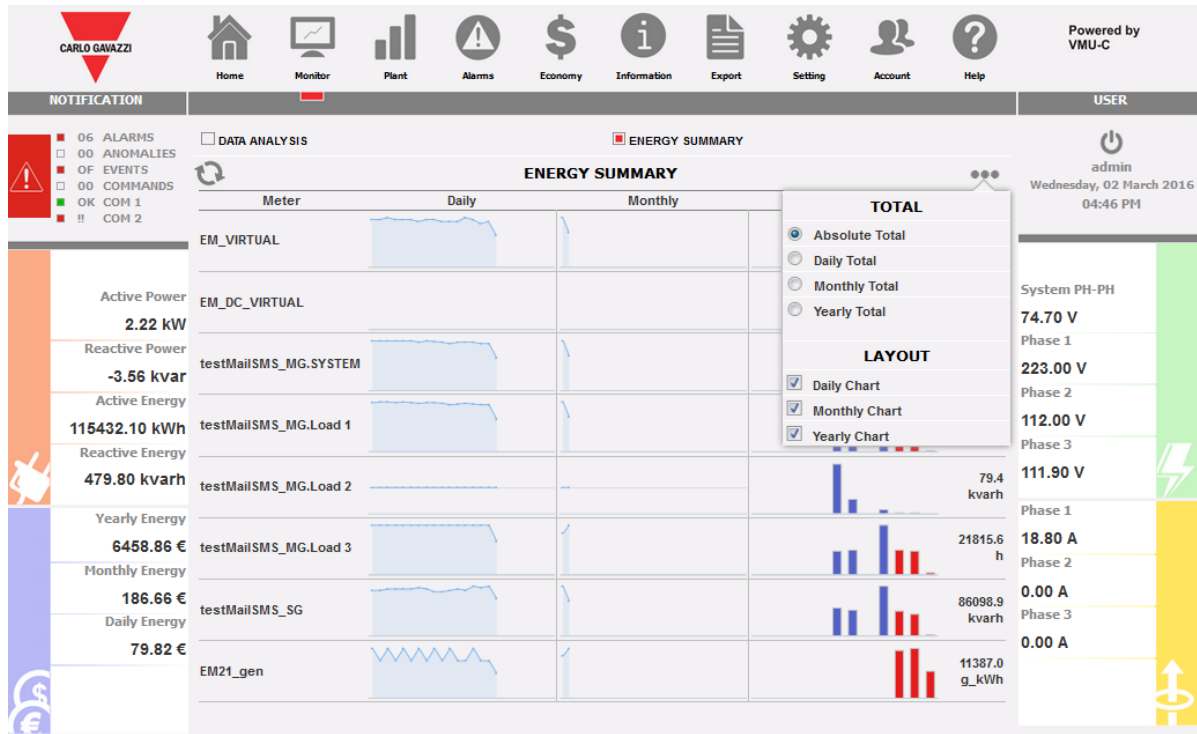 CARLO GAVAZZI
Home Monitor Plant Alarms Economy Information Export Setting Account Help
Powered by
VMU-C
NOTIFICATION
USER
06 ALARMS
00 ANOMALIES
OF EVENTS
00 COMMANDS
OK COM 1
!! COM 2
DATA ANALYSIS
ENERGY SUMMARY
ENERGY SUMMARY
admin
Wednesday, 02 March 2016
04:46 PM
Meter Daily Monthly
EM_VIRTUAL
EM_DC_VIRTUAL
testMailSMS_MG.SYSTEM
testMailSMS_MG.Load 1
testMailSMS_MG.Load 2
79.4
kvarh
testMailSMS_MG.Load 3
21815.6
h
testMailSMS_SG
86098.9
kvarh
EM21_gen
11387.0
g_kWh
TOTAL
Absolute Total
Daily Total
Monthly Total
Yearly Total
LAYOUT
Daily Chart
Monthly Chart
Yearly Chart
Active Power
2.22 kW
Reactive Power
-3.56 kvar
Active Energy
115432.10 kWh
Reactive Energy
479.80 kvarh
Yearly Energy
6458.86 €
Monthly Energy
186.66 €
Daily Energy
79.82 €
System PH-PH
74.70 V
Phase 1
223.00 V
Phase 2
112.00 V
Phase 3
111.90 V
Phase 1
18.80 A
Phase 2
0.00 A
Phase 3
0.00 A